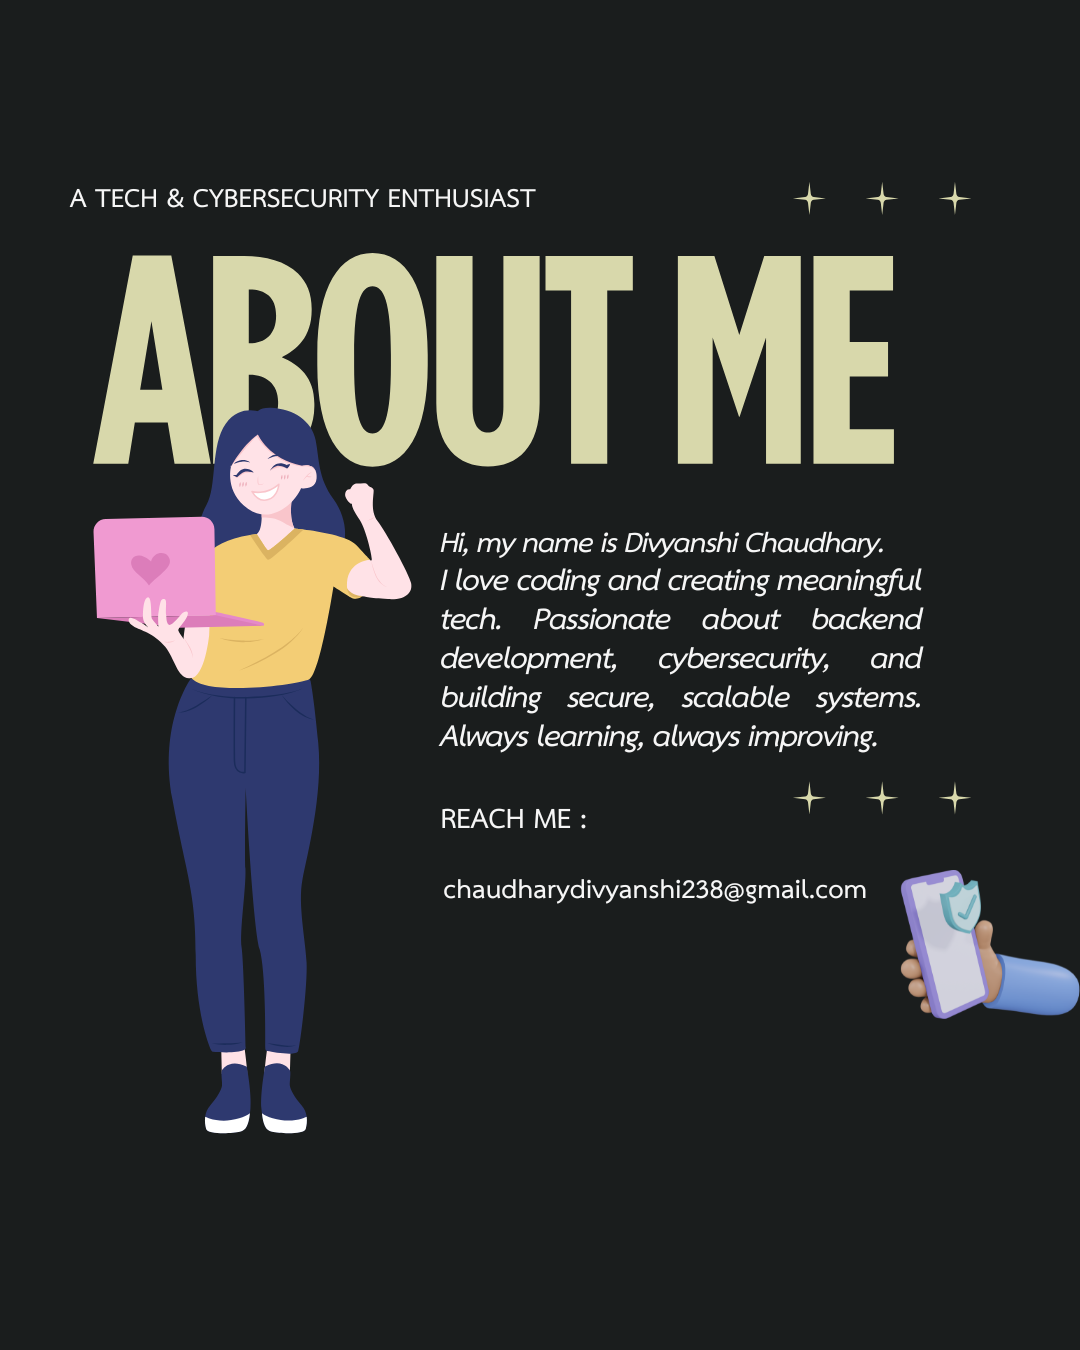 A TECH & CYBERSECURITY ENTHUSIAST
ABOUT ME
Hi, my name is Divyanshi Chaudhary.
I love coding and creating meaningful
tech. Passionate about backend
development, cybersecurity, and
building secure, scalable systems.
Always learning, always improving.
REACH ME :
chaudharydivyanshi238@gmail.com